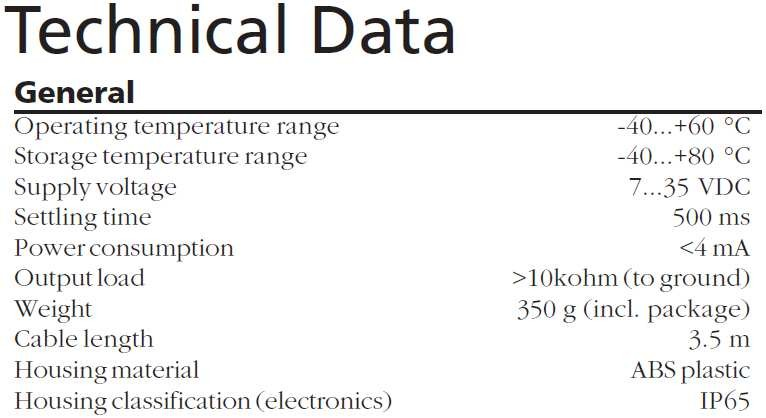 Technical Data
General
Operating temperature range -40...+60 °C
Storage temperature range -40...+80 °C
Supply voltage 7...35 VDC
Settling time 500 ms
Power consumption <4 mA
Output load >10kohm (to ground)
Weight 350 g (incl. package)
Cable length 3.5 m
Housing material ABS plastic
Housing classification (electronics) IP65